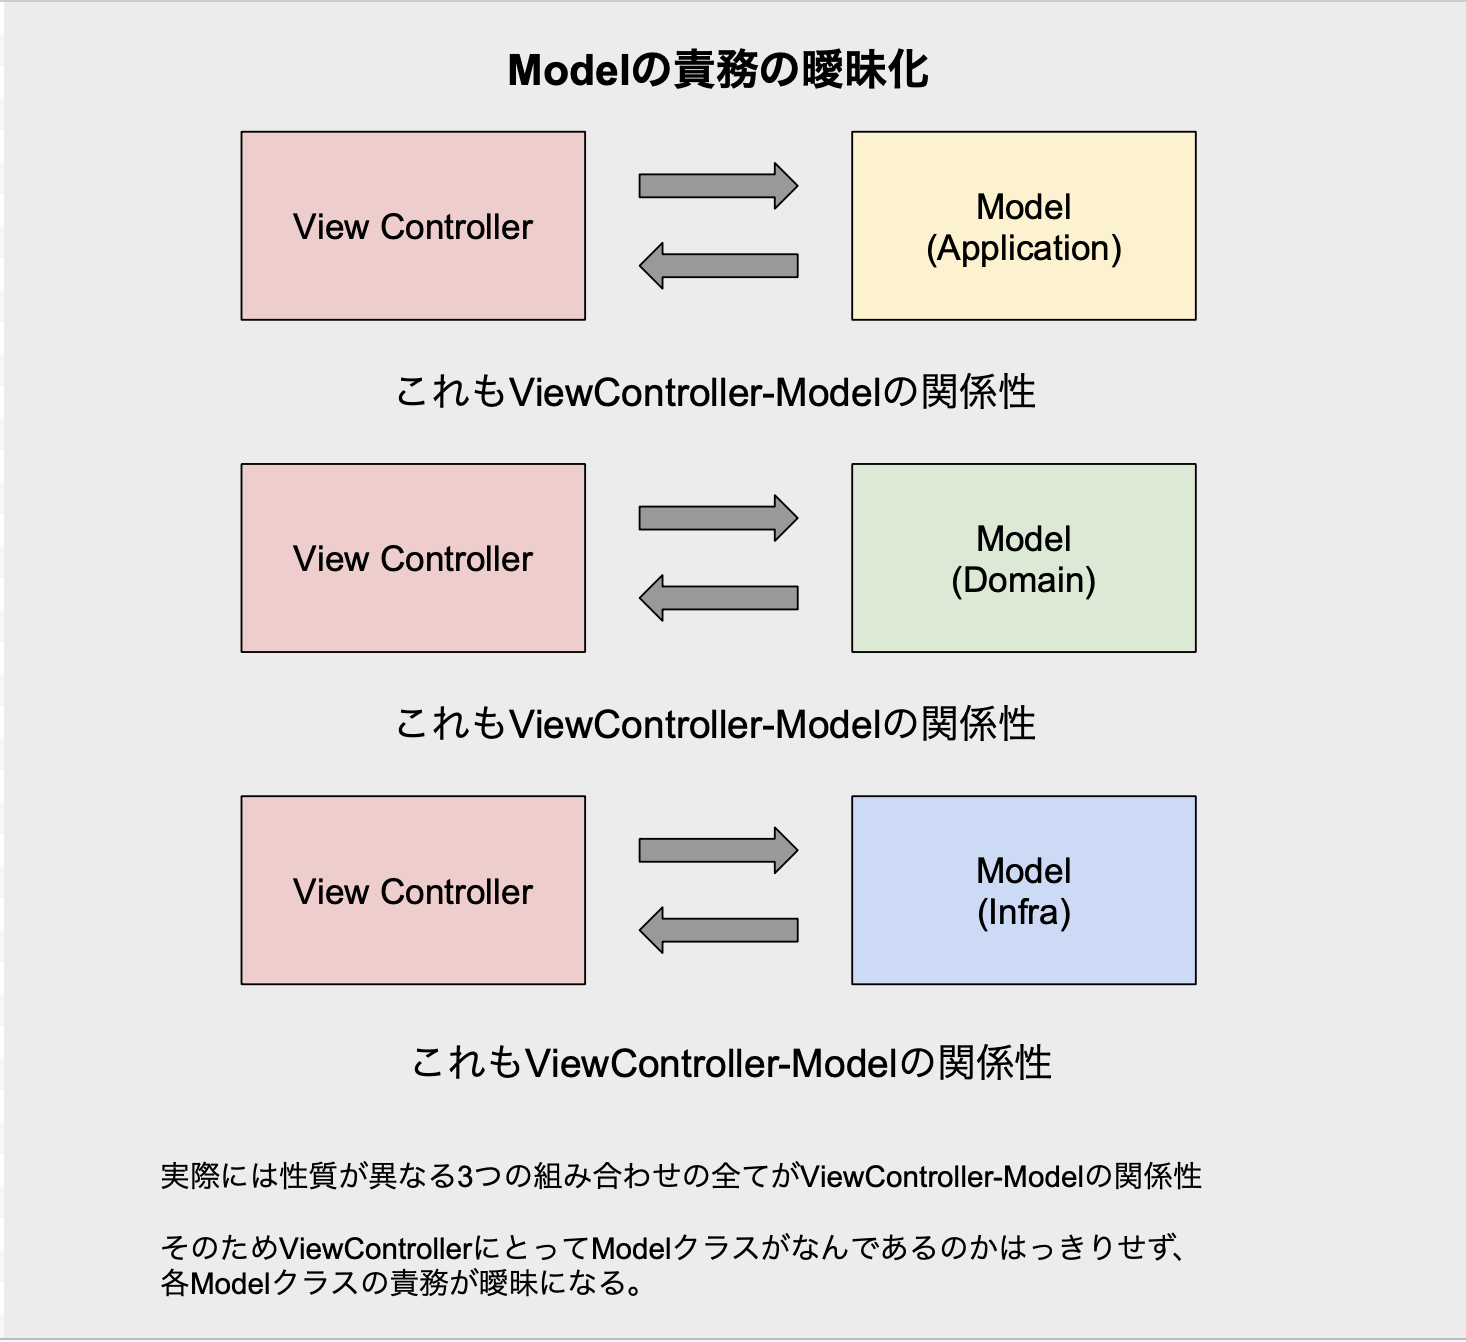 Modelの責務の曖昧化
View Controller
Model
(Application)
これもViewController-Modelの関係性
View Controller
Model
(Domain)
これもViewController-Modelの関係性
View Controller
Model
(Infra)
これもViewController-Modelの関係性
実際には性質が異なる3つの組み合わせの全てがViewController-Modelの関係性
そのためViewControllerにとってModelクラスがなんであるのかはっきりせず、
各Modelクラスの責務が曖昧になる。